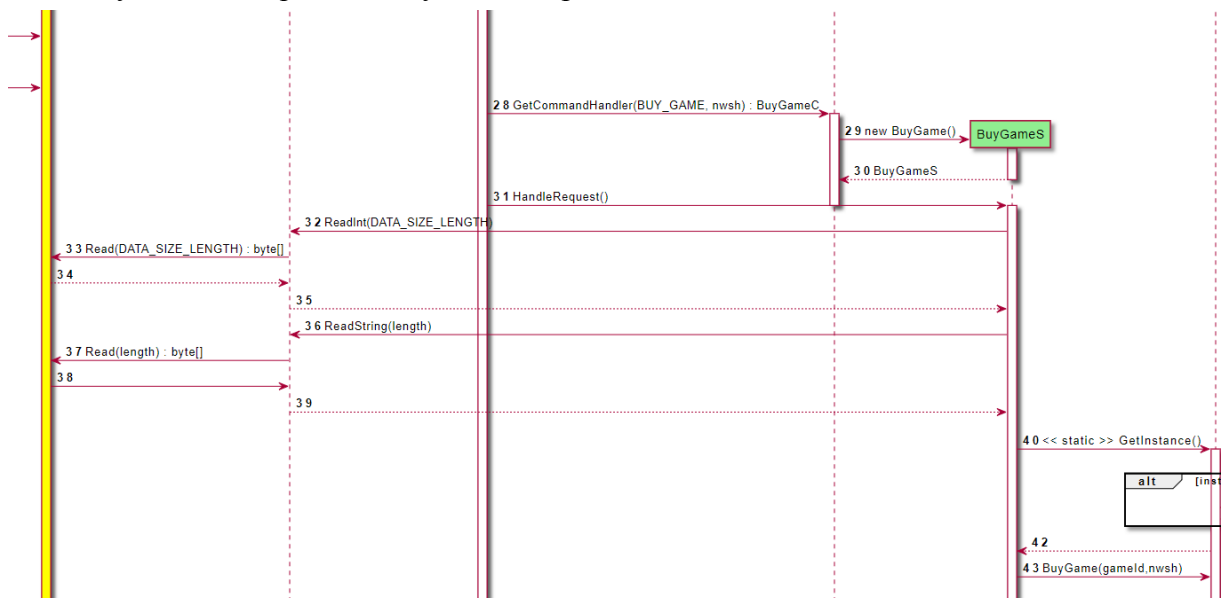 28 GetCommandHandler(BUY_GAME, nwsh) : BuyGameC
29 new BuyGame()
BuyGameS
30 BuyGameS
31 HandleRequest()
32 ReadInt(DATA_SIZE_LENGTH)
33 Read(DATA_SIZE_LENGTH) : byte[]
34
35
36 ReadString(length)
37 Read(length) : byte[]
38
39
40 << static >> GetInstance()
alt [inst
42
43 BuyGame(gameId,nwsh)